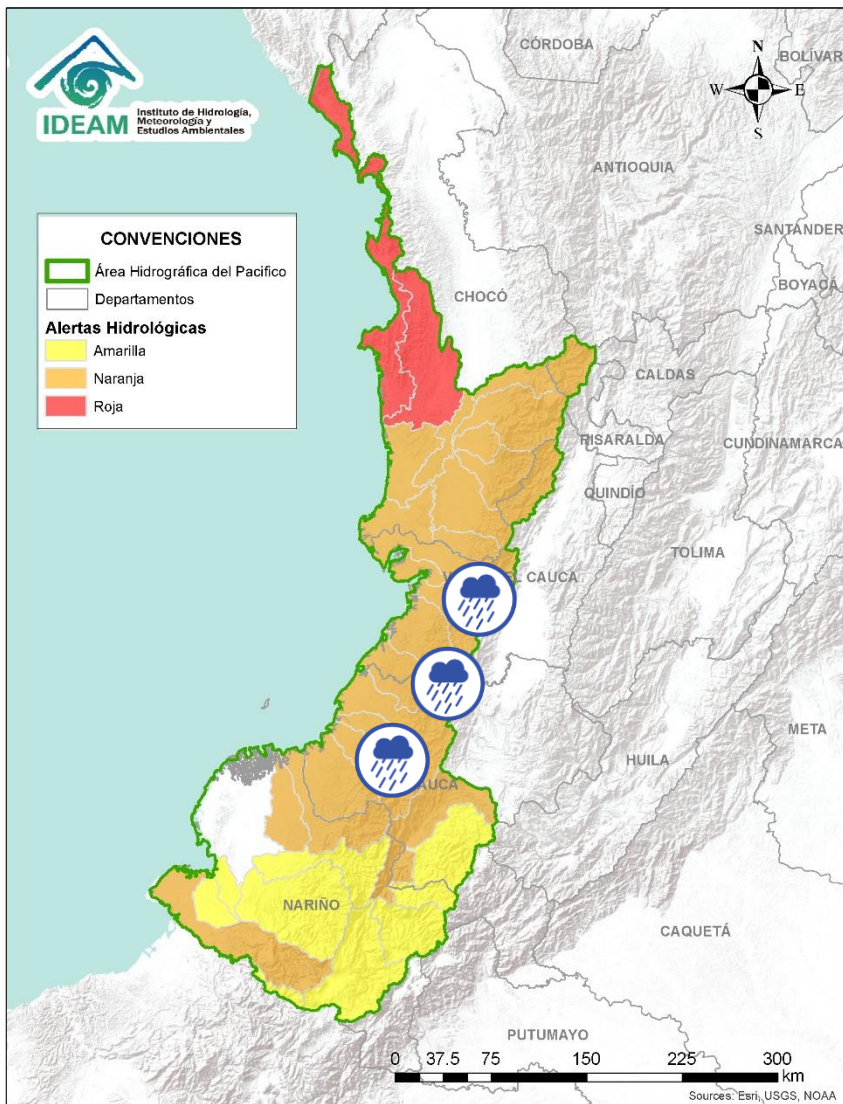 IDEAM
Instituto de Hidrología,
Meteorología y
Estudios Ambientales
N
W E
S
CÓRDOBA
BOLÍVAR
ANTIOQUIA
SANTANDER
BOYACÁ
CONVENCIONES
Área Hidrográfica del Pacifico
Departamentos
Alertas Hidrológicas
Amarilla
Naranja
Roja
CHOCÓ
CALDAS
RISARALDA
CUNDINAMARCA
QUINDÍO
TOLIMA
EL CAUCA
META
HUILA
AUCA
NARIÑO
CAQUETÁ
PUTUMAYO
0 37.5 75 150 225 300
km
Sources: Esri, USGS, NOAA